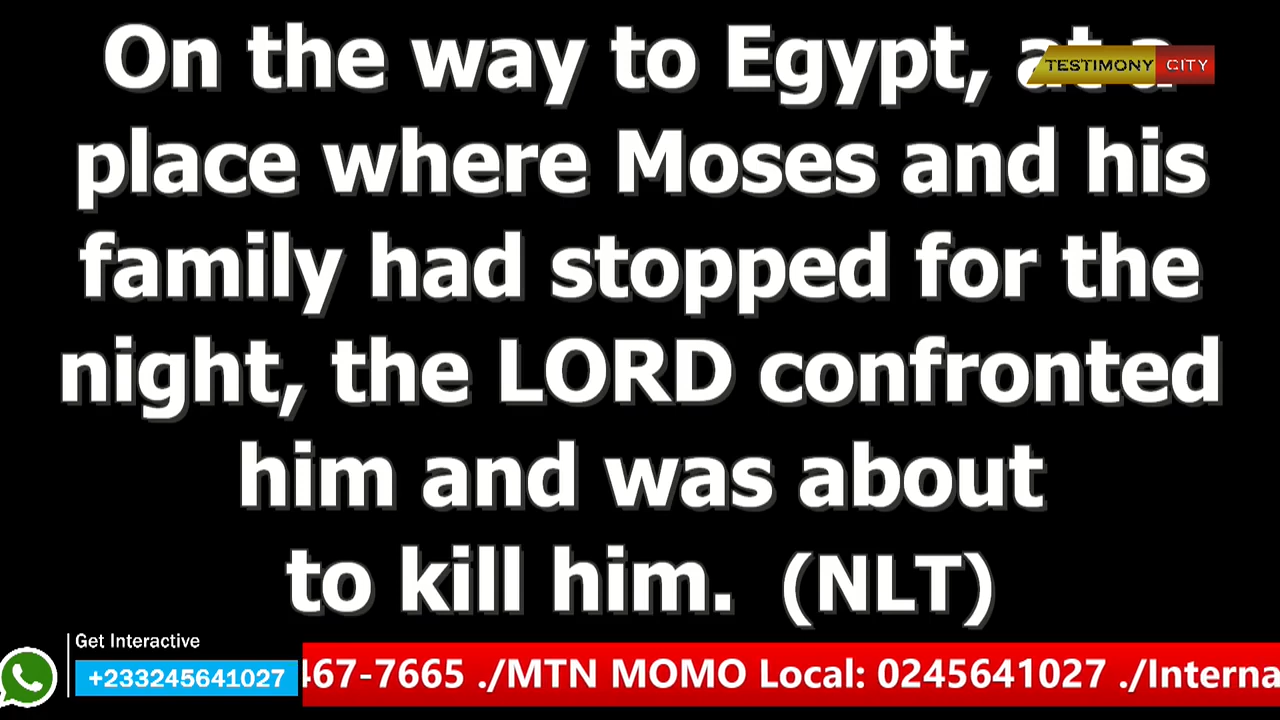 On the way to Egypt, at a
TESTIMONY CITY
place where Moses and his
family had stopped for the
night, the LORD confronted
him and was about
to kill him. (NLT)
Get Interactive
+233245641027
467-7665 ./MTN MOMO Local: 0245641027 ./Interna